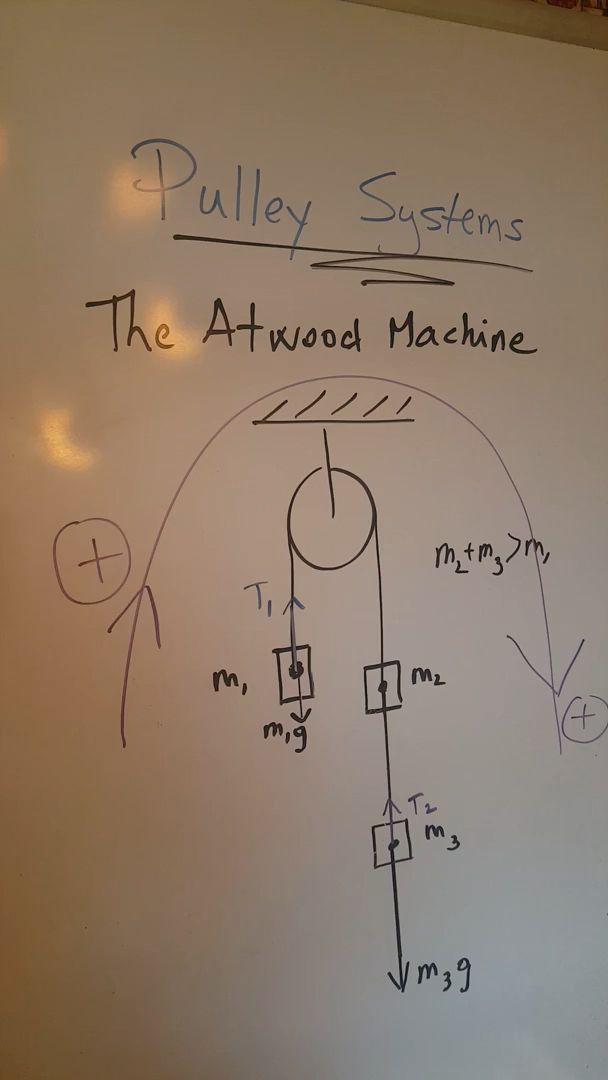 Pulley Systems
The Atwood Machine
+
m₂+m₃>m₁
T₁
m₁
m₂
m₁g
+
T₂
m₃
m₃g